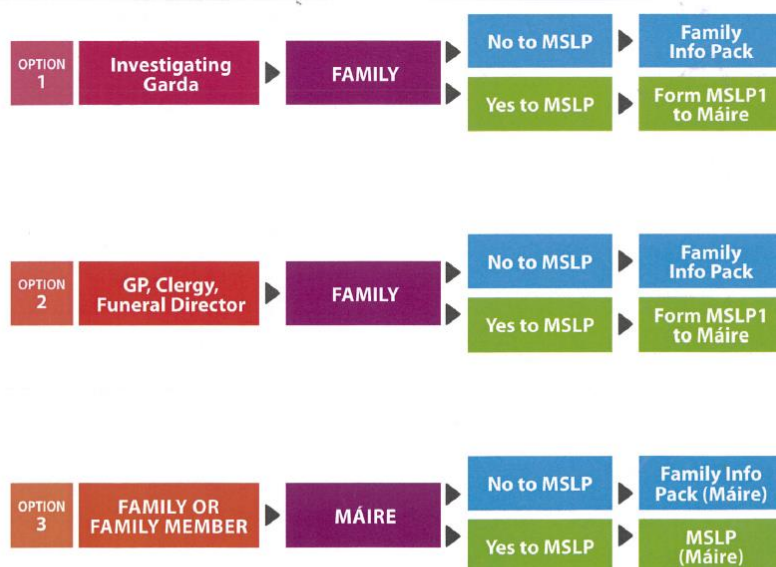 OPTION
1
Investigating
Garda
FAMILY
No to MSLP
Family
Info Pack
Yes to MSLP
Form MSLP1
to Máire
OPTION
2
GP, Clergy,
Funeral Director
FAMILY
No to MSLP
Family
Info Pack
Yes to MSLP
Form MSLP1
to Máire
OPTION
3
FAMILY OR
FAMILY MEMBER
MÁIRE
No to MSLP
Family Info
Pack (Máire)
Yes to MSLP
MSLP
(Máire)